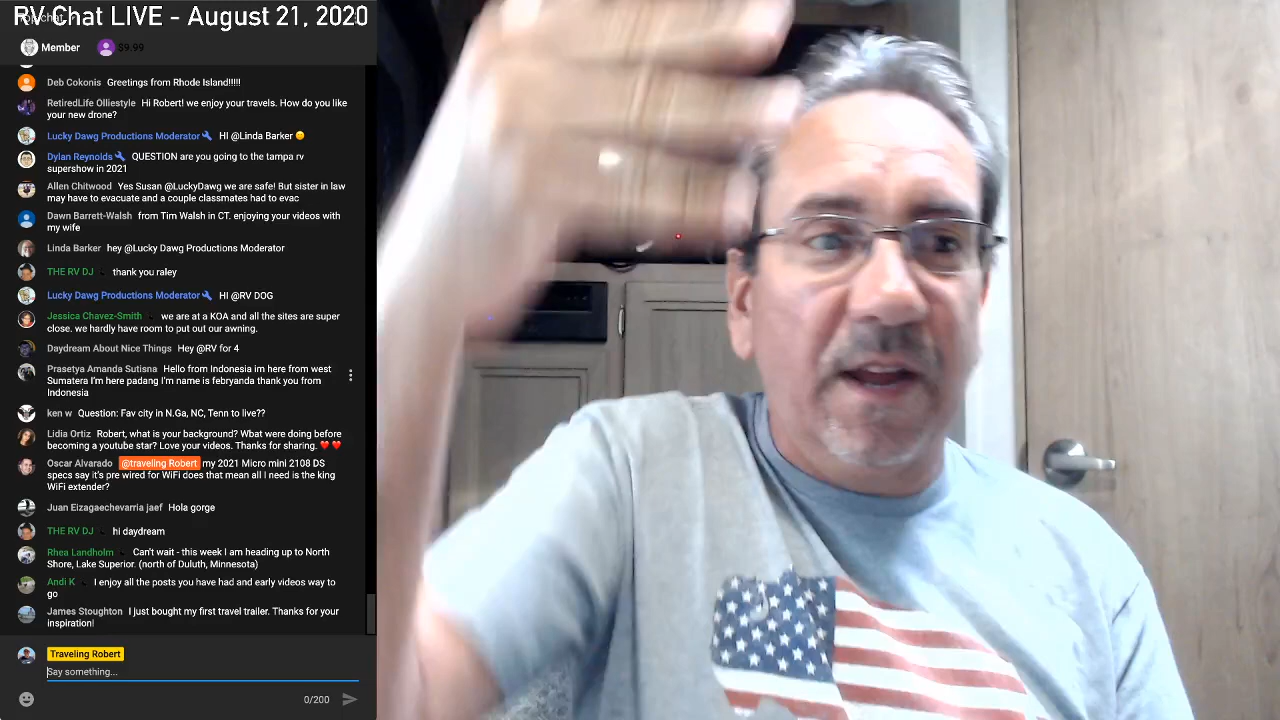 RV Chat LIVE - August 21, 2020
Member $9.99
Deb Cokonis Greetings from Rhode Island!!!!!
RetiredLife Olliestyle Hi Robert! we enjoy your travels. How do you like
your new drone?
Lucky Dawg Productions Moderator HI @Linda Barker
Dylan Reynolds QUESTION are you going to the tampa rv
supershow in 2021
Allen Chitwood Yes Susan @LuckyDawg we are safe! But sister in law
may have to evacuate and a couple classmates had to evac
Dawn Barrett-Walsh from Tim Walsh in CT. enjoying your videos with
my wife
Linda Barker hey @Lucky Dawg Productions Moderator
THE RV DJ thank you raley
Lucky Dawg Productions Moderator HI @RV DOG
Jessica Chavez-Smith we are at a KOA and all the sites are super
close. we hardly have room to put out our awning.
Daydream About Nice Things Hey @RV for 4
Prasetya Amanda Sutisna Hello from Indonesia im here from west
Sumatera I'm here padang I'm name is febryanda thank you from
Indonesia
ken w Question: Fav city in N.Ga, NC, Tenn to live??
Lidia Ortiz Robert, what is your background? Wbat were doing before
becoming a youtube star? Love your videos. Thanks for sharing.
Oscar Alvarado @traveling Robert my 2021 Micro mini 2108 DS
specs say it's pre wired for WiFi does that mean all I need is the king
WiFi extender?
Juan Eizagaechevarria jaef Hola gorge
THE RV DJ hi daydream
Rhea Landholm Can't wait - this week I am heading up to North
Shore, Lake Superior. (north of Duluth, Minnesota)
Andi K I enjoy all the posts you have had and early videos way to
go
James Stoughton I just bought my first travel trailer. Thanks for your
inspiration!
Traveling Robert
Say something...
0/200